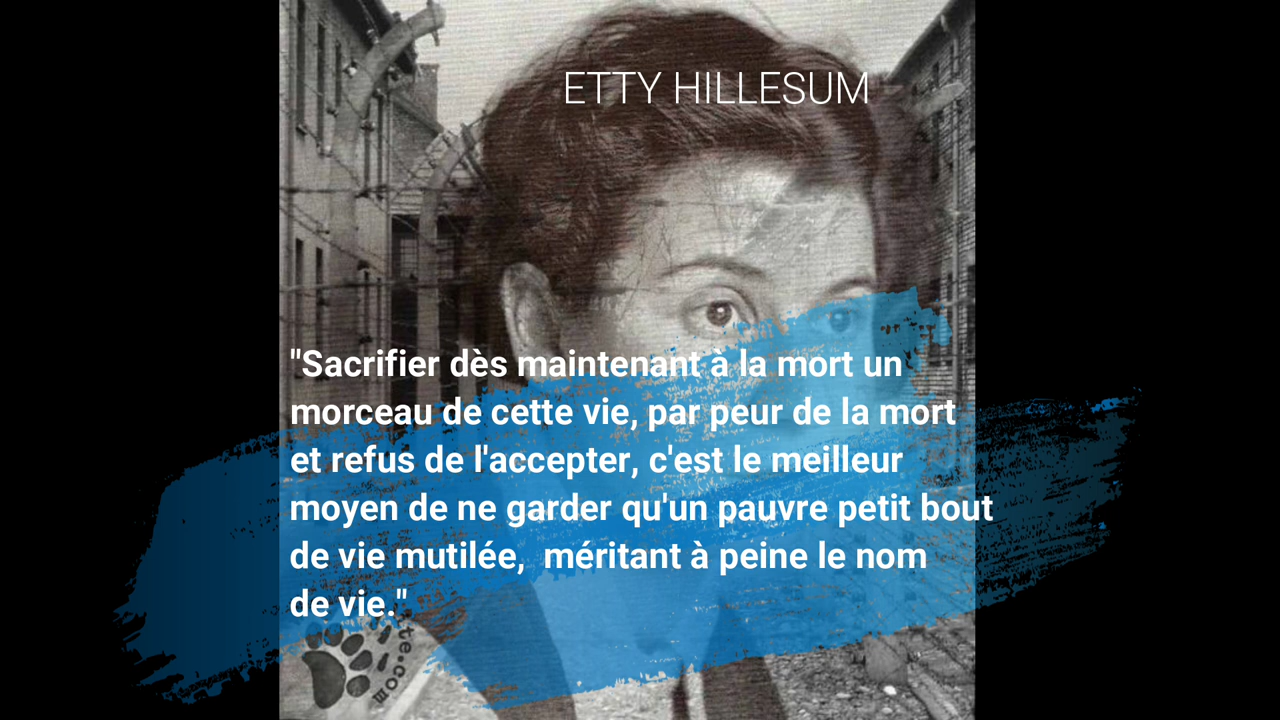 ETTY HILLESUM
"Sacrifier dès maintenant à la mort un
morceau de cette vie, par peur de la mort
et refus de l'accepter, c'est le meilleur
moyen de ne garder qu'un pauvre petit bout
de vie mutilée,  méritant à peine le nom
de vie."
te.com